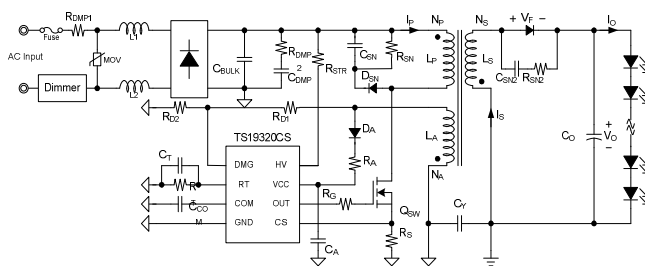 RDMP1
Fuse
L1
AC Input
MOV
Dimmer
L2
CBULK
RDMP
2
CDMP
RSTR
CSN
RSN
DSN
IP
NP
LP
NS
LS
+ VF −
CSN2
RSN2
IO
IS
CO
+
VO
−
RD2
RD1
DA
RA
LA
NA
TS19320CS
DMG
HV
RT
VCC
COM
OUT
GND
CS
CT
R
CCO
M
RG
QSW
RS
CA
CY